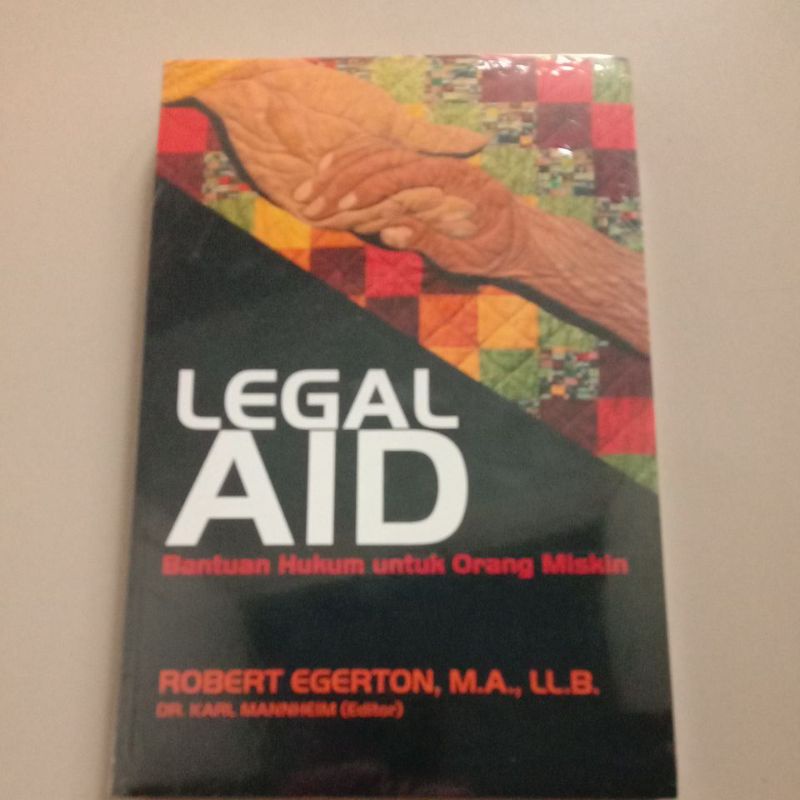 LEGAL
AID
Bantuan Hukum untuk Orang Miskin
ROBERT EGERTON, M.A., LL.B.
DR. KARL MANNHEIM (Editor)